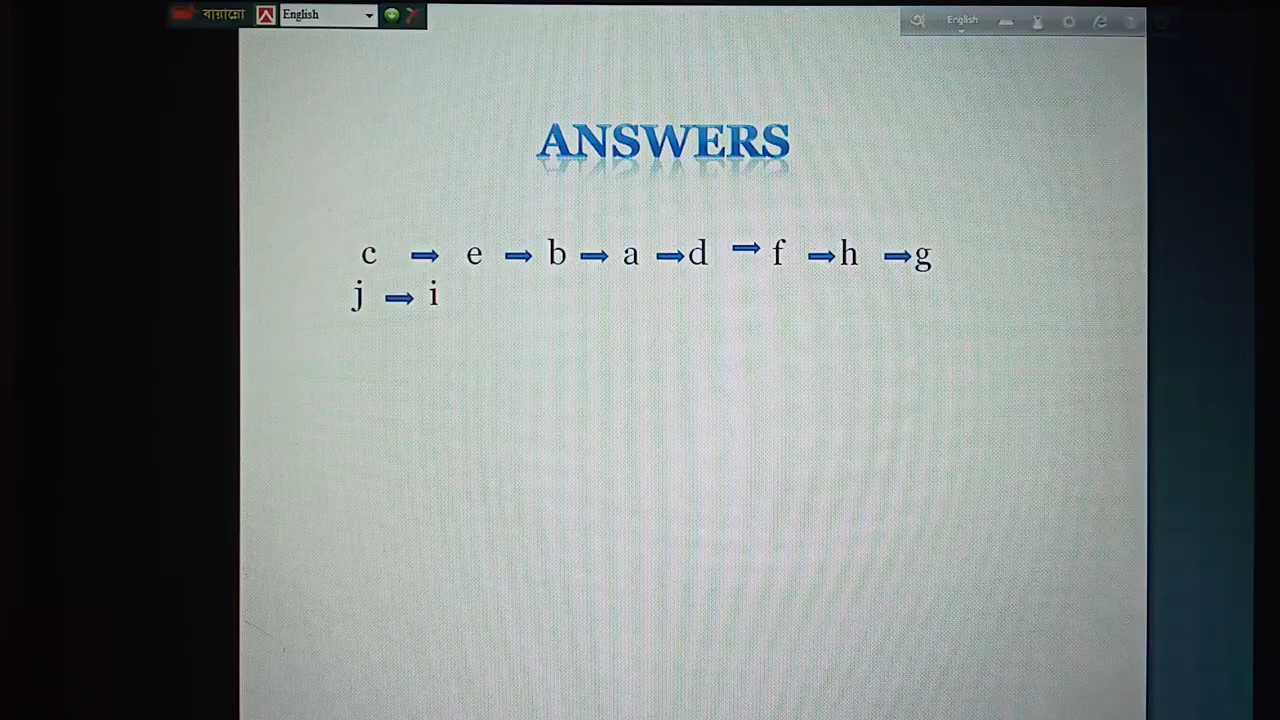 বায়ান্নো English
English
ANSWERS
c ➡ e ➡ b ➡ a ➡ d ➡ f ➡ h ➡ g
j ➡ i